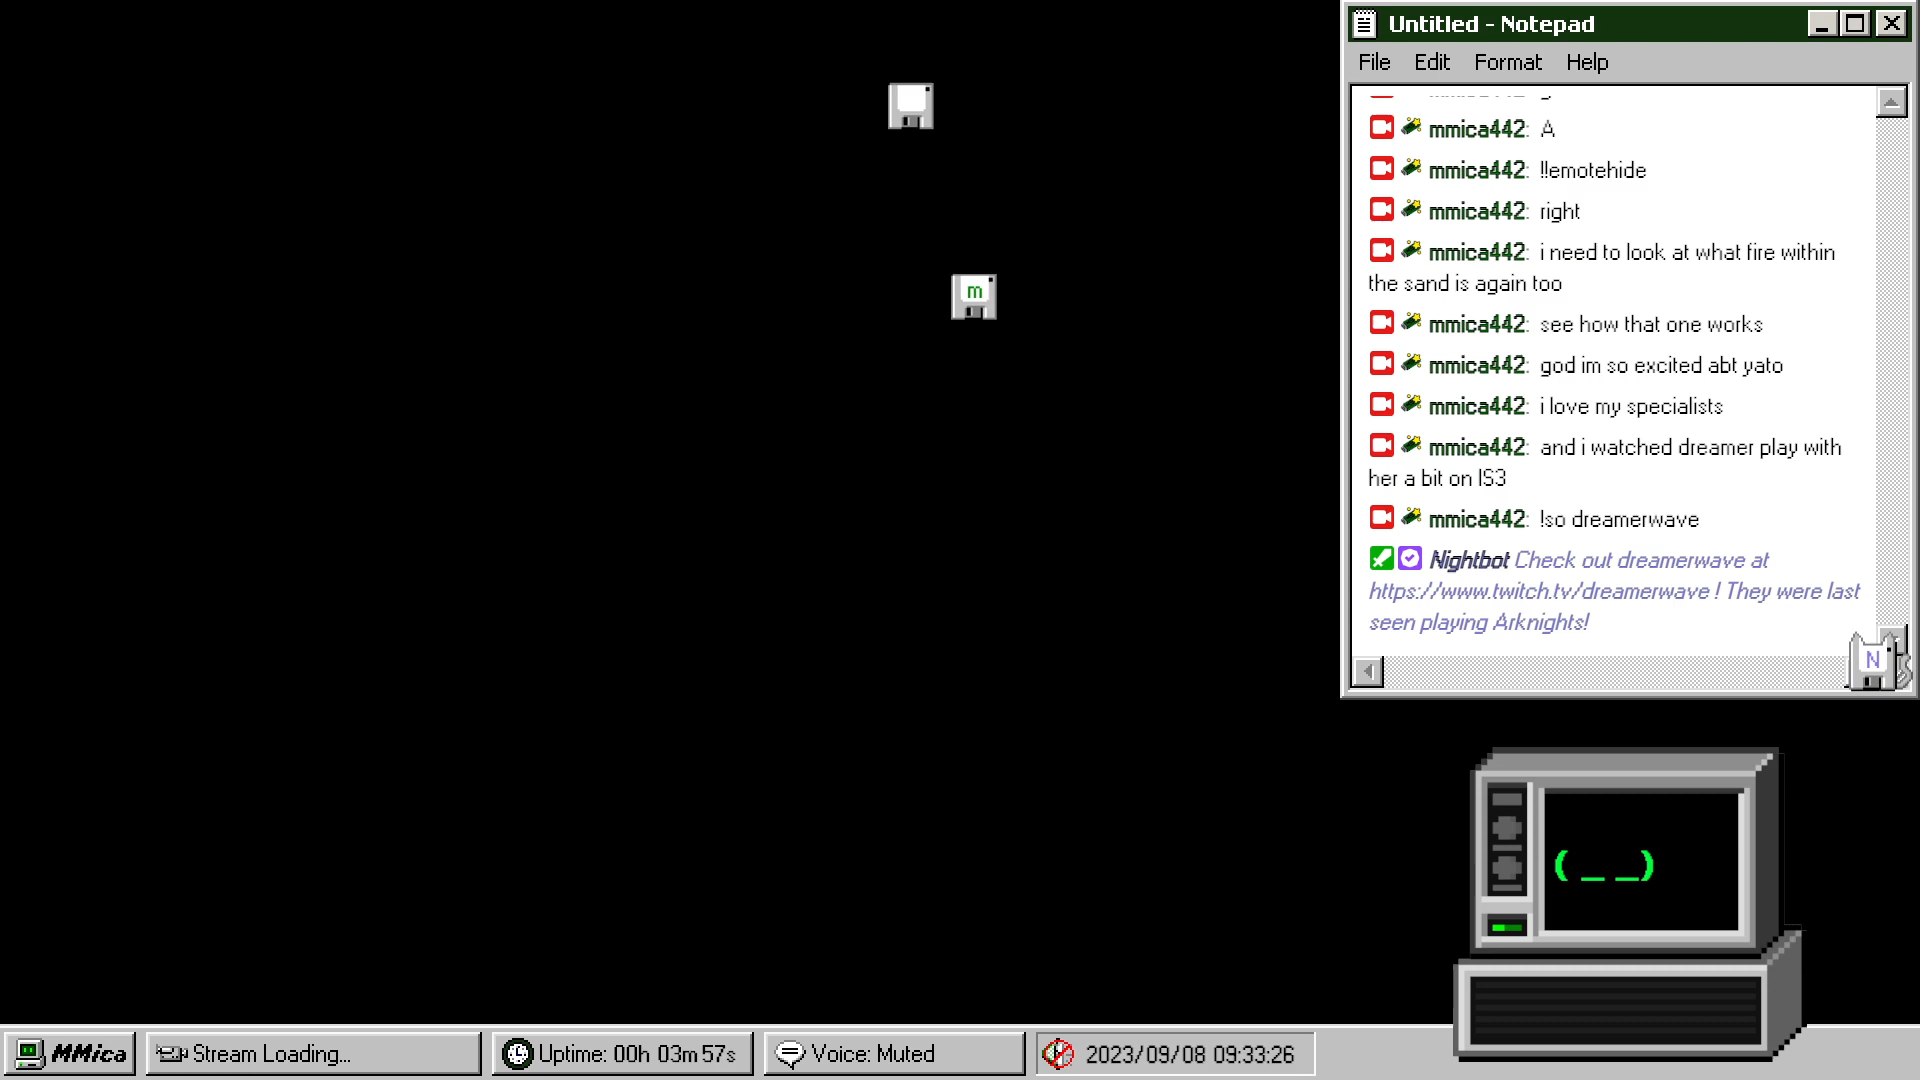 Untitled - Notepad
File Edit Format Help
mmica442: A
mmica442: !!emotehide
mmica442: right
mmica442: i need to look at what fire within
the sand is again too
mmica442: see how that one works
mmica442: god im so excited abt yato
mmica442: i love my specialists
mmica442: and i watched dreamer play with
her a bit on IS3
mmica442: !so dreamerwave
Nightbot Check out dreamerwave at
https://www.twitch.tv/dreamerwave ! They were last
seen playing Arknights!
m
N
( _ _)
MMica
Stream Loading...
Uptime: 00h 03m 57s
Voice: Muted
2023/09/08 09:33:26